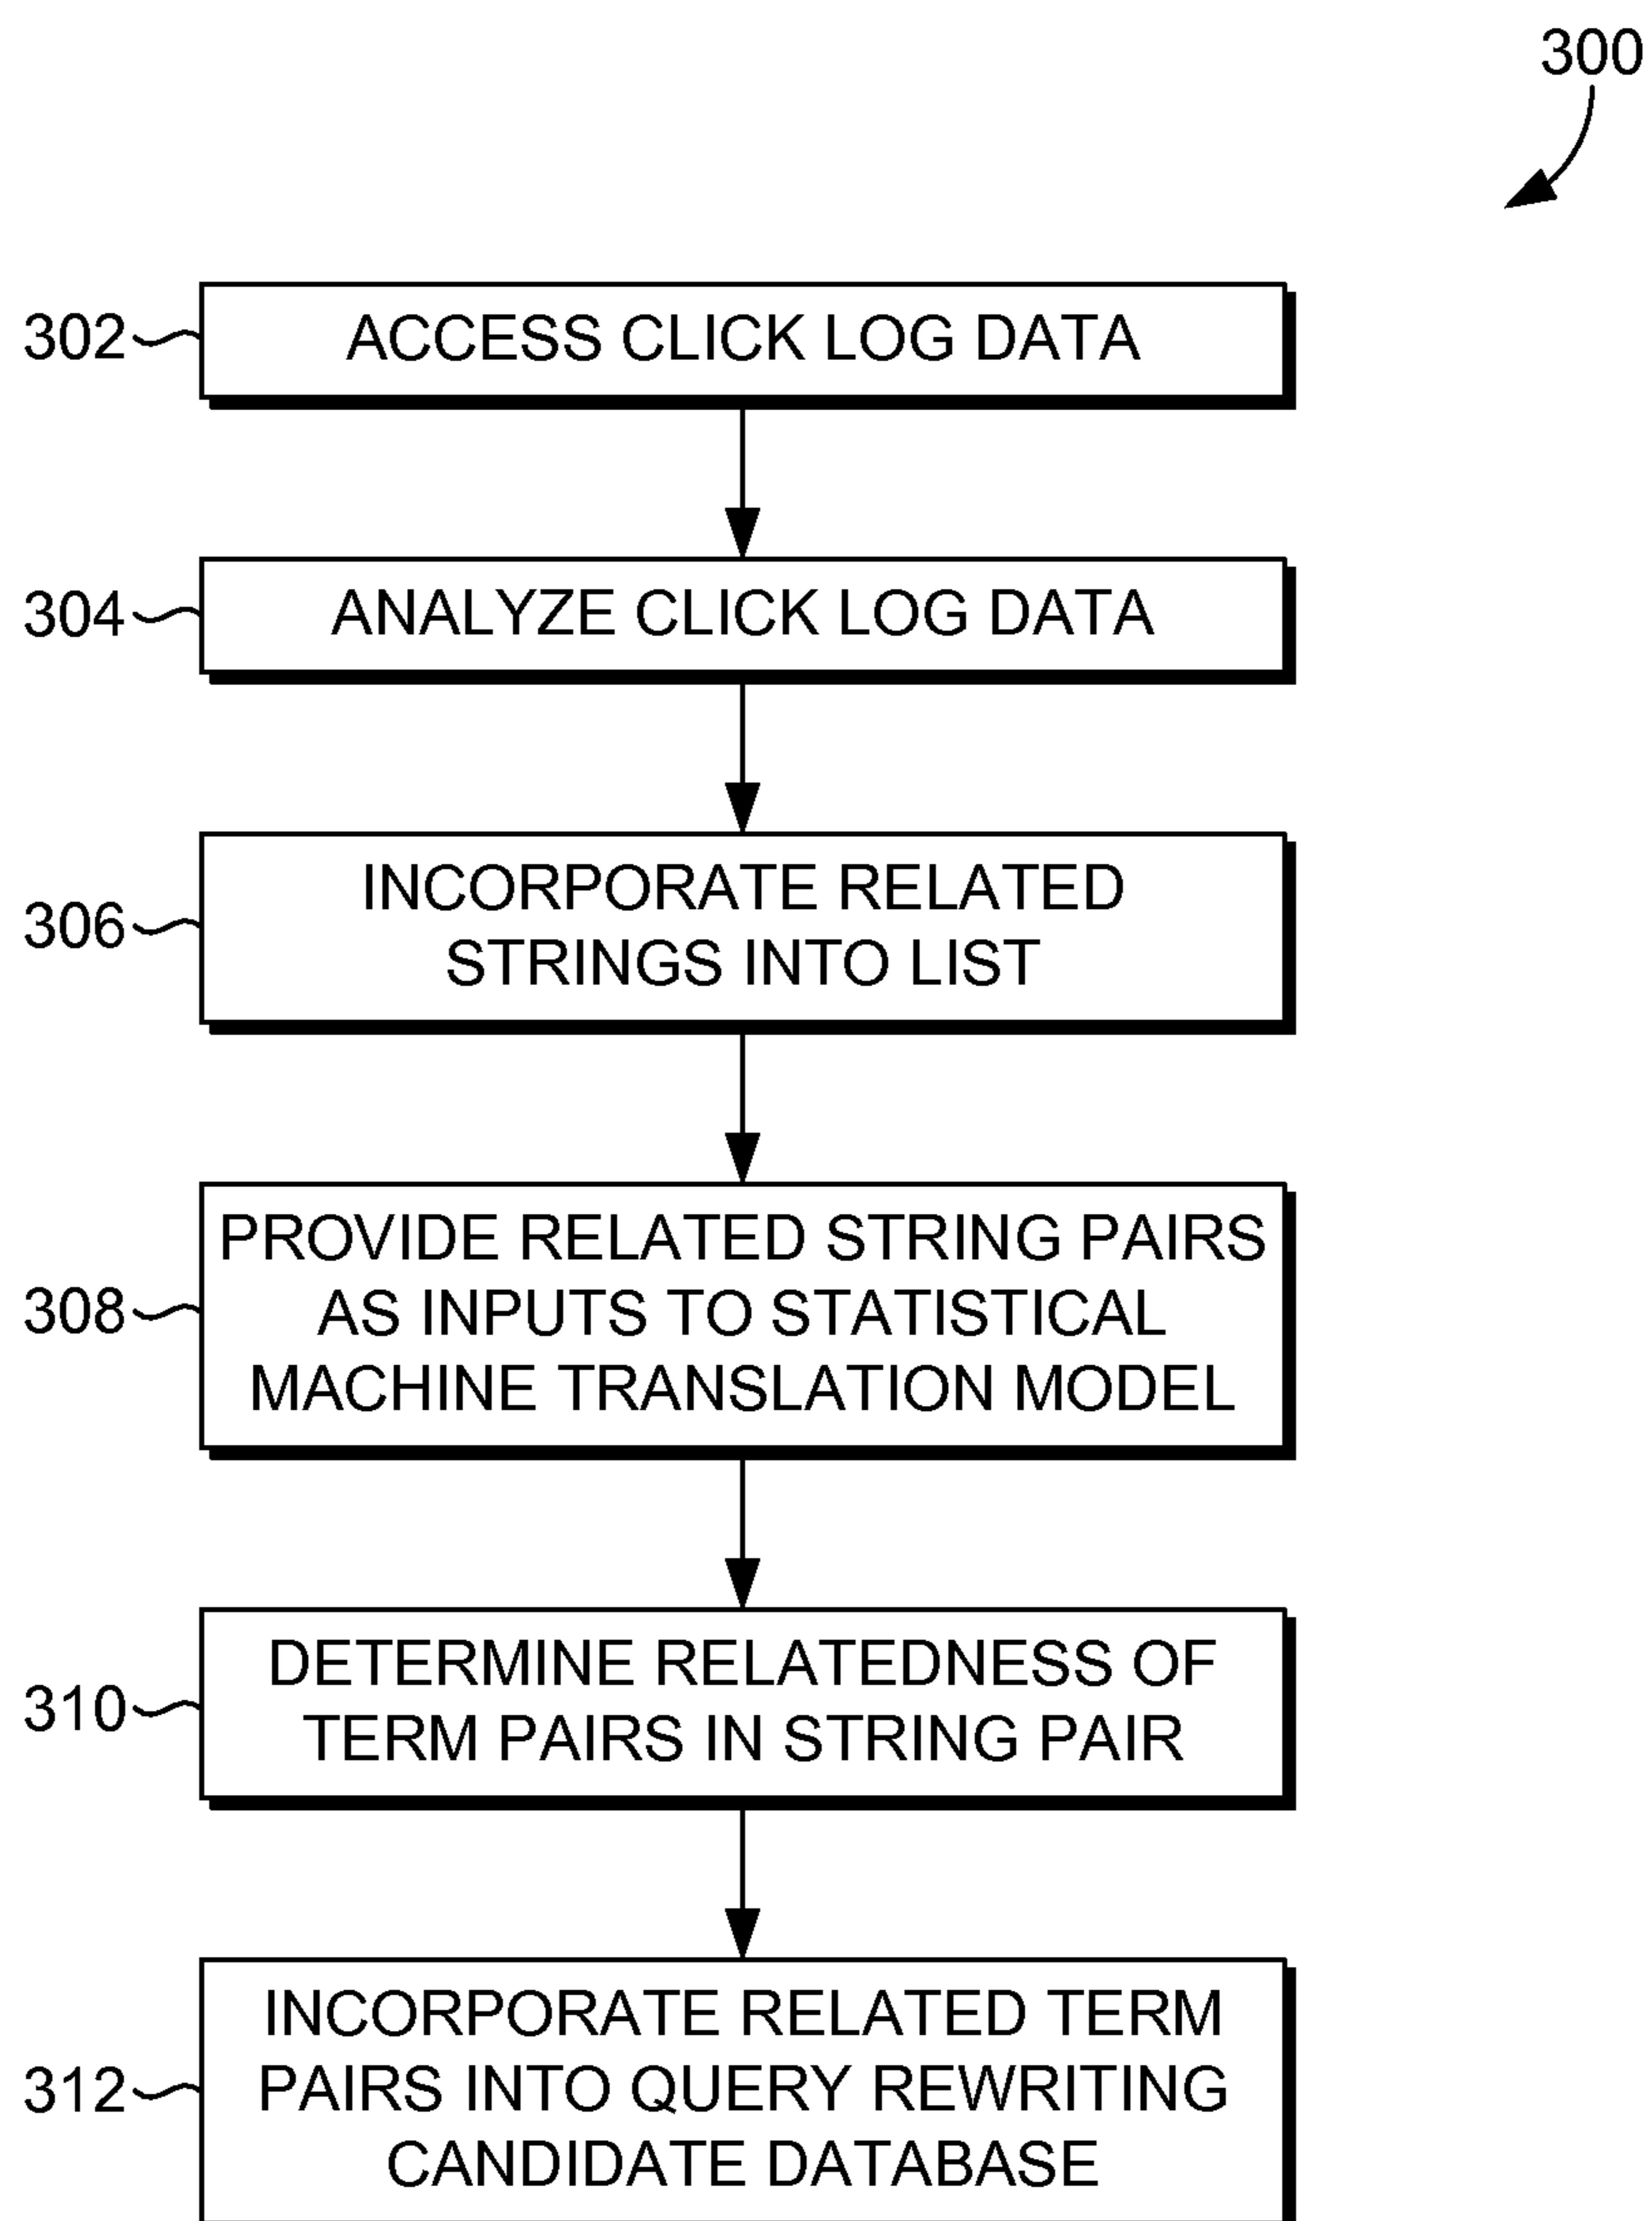 300
302
ACCESS CLICK LOG DATA
304
ANALYZE CLICK LOG DATA
306
INCORPORATE RELATED
STRINGS INTO LIST
308
PROVIDE RELATED STRING PAIRS
AS INPUTS TO STATISTICAL
MACHINE TRANSLATION MODEL
310
DETERMINE RELATEDNESS OF
TERM PAIRS IN STRING PAIR
312
INCORPORATE RELATED TERM
PAIRS INTO QUERY REWRITING
CANDIDATE DATABASE